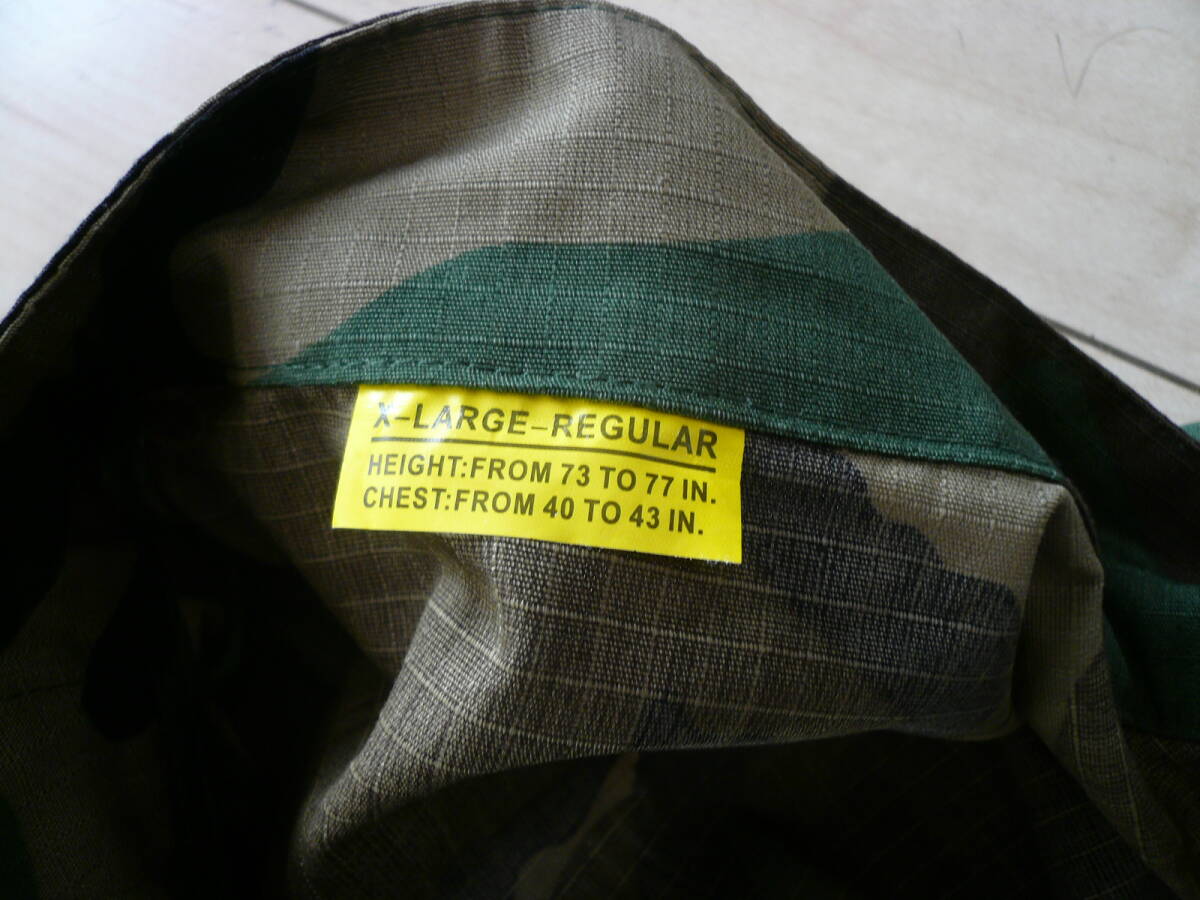 X-LARGE-REGULAR
HEIGHT:FROM 73 TO 77 IN.
CHEST:FROM 40 TO 43 IN.